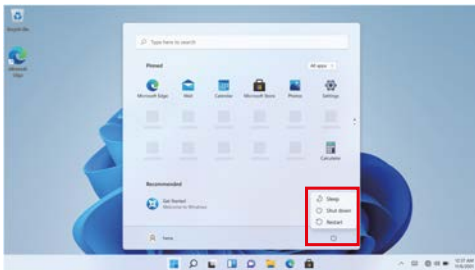 Recycle Bin
Microsoft
Edge
Type here to search
Pinned
All apps
Microsoft Edge
Mail
Calendar
Microsoft Store
Photos
Settings
Calculator
Recommended
Get Started
Welcome to Windows
Sleep
Shut down
Restart